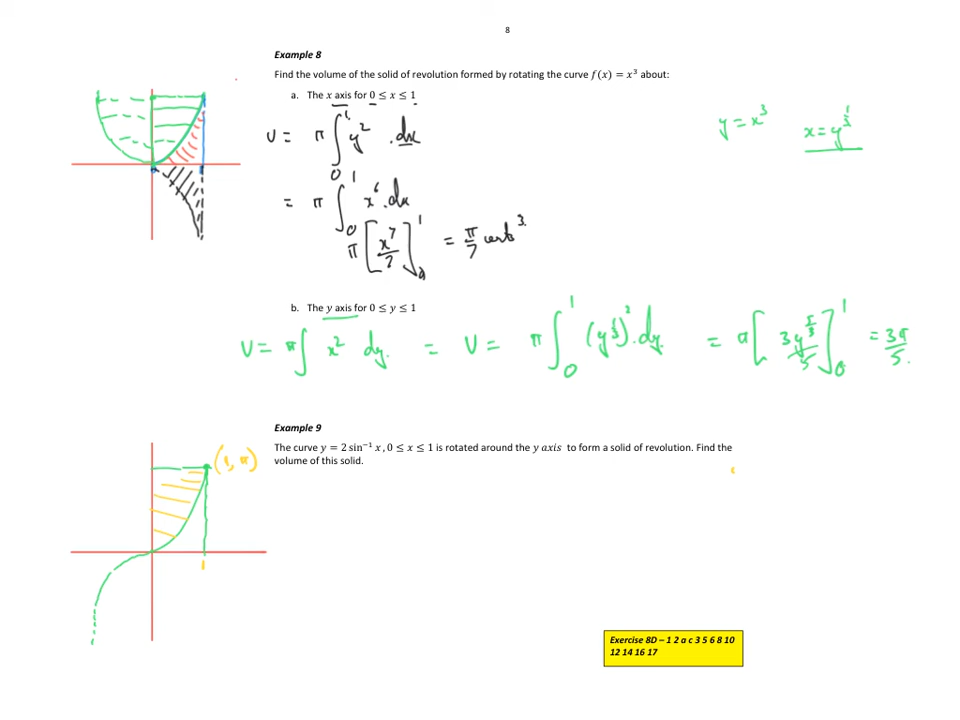 8
Example 8
Find the volume of the solid of revolution formed by rotating the curve f(x) = x³ about:
a. The x axis for 0 ≤ x ≤ 1
y = x³
x = y^(1/3)
V = π ∫₀¹ y² . dx
= π ∫₀¹ x⁶ . dx
π [x⁷/7]₀¹ = π/7 units³
b. The y axis for 0 ≤ y ≤ 1
V = π ∫ x² dy. = V = π ∫₀¹ (y^(1/3))² . dy. = π [3y^(5/3)/5]₀¹ = 3π/5.
Example 9
The curve y = 2 sin⁻¹ x , 0 ≤ x ≤ 1 is rotated around the y axis to form a solid of revolution. Find the
volume of this solid.
(1, π)
1
Exercise 8D – 1 2 a c 3 5 6 8 10
12 14 16 17